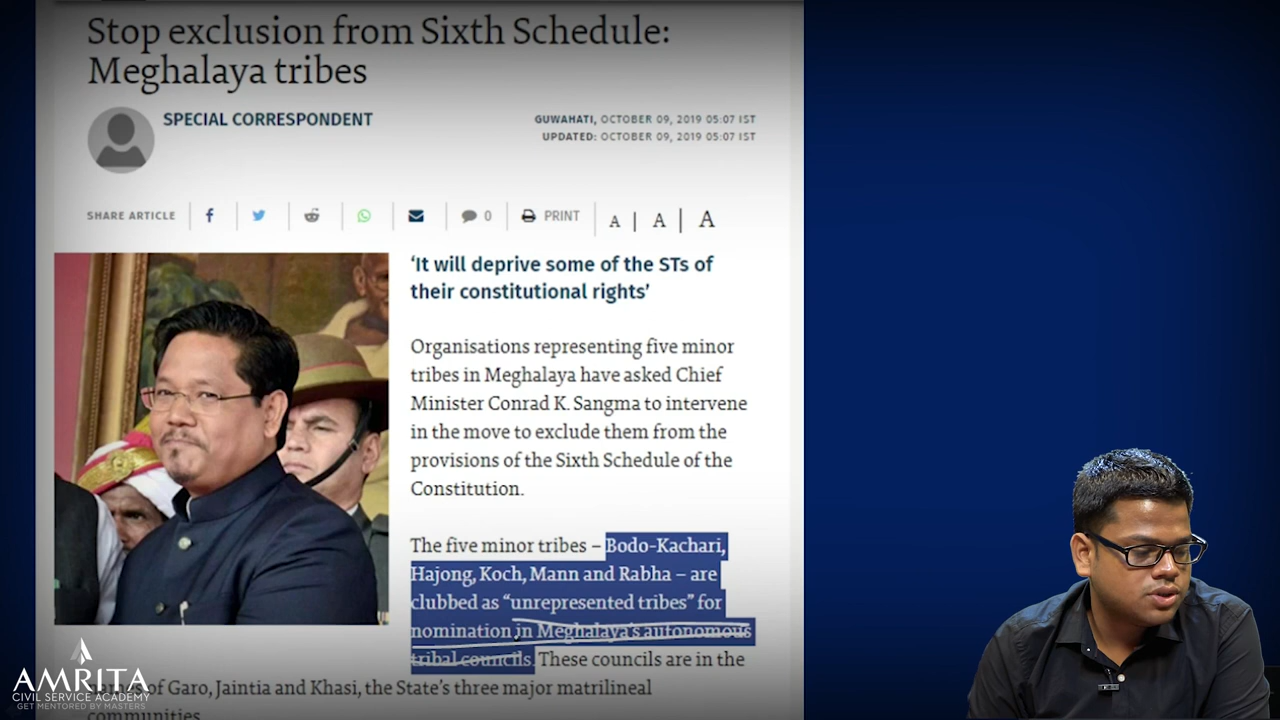 Stop exclusion from Sixth Schedule:
Meghalaya tribes
SPECIAL CORRESPONDENT
GUWAHATI, OCTOBER 09, 2019 05:07 IST
UPDATED: OCTOBER 09, 2019 05:07 IST
SHARE ARTICLE
0
PRINT
A | A | A
‘It will deprive some of the STs of
their constitutional rights’
Organisations representing five minor
tribes in Meghalaya have asked Chief
Minister Conrad K. Sangma to intervene
in the move to exclude them from the
provisions of the Sixth Schedule of the
Constitution.
The five minor tribes – Bodo-Kachari,
Hajong, Koch, Mann and Rabha – are
clubbed as “unrepresented tribes” for
nomination in Meghalaya's autonomous
tribal councils. These councils are in the
of Garo, Jaintia and Khasi, the State’s three major matrilineal
communities
AMRITA
CIVIL SERVICE ACADEMY
GET MENTORED BY MASTERS